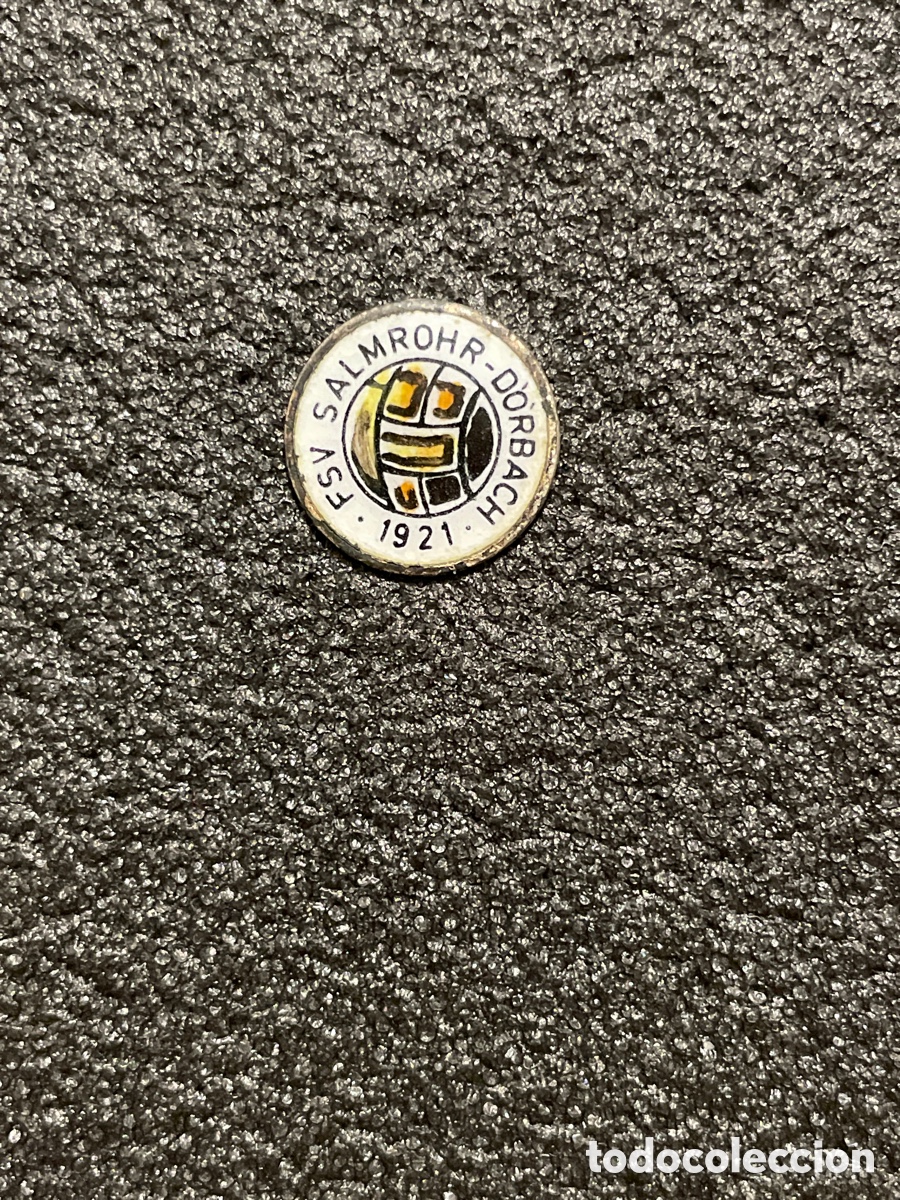 FSV SALMROHR-DÖRBACH
· 1921 ·
todocoleccion